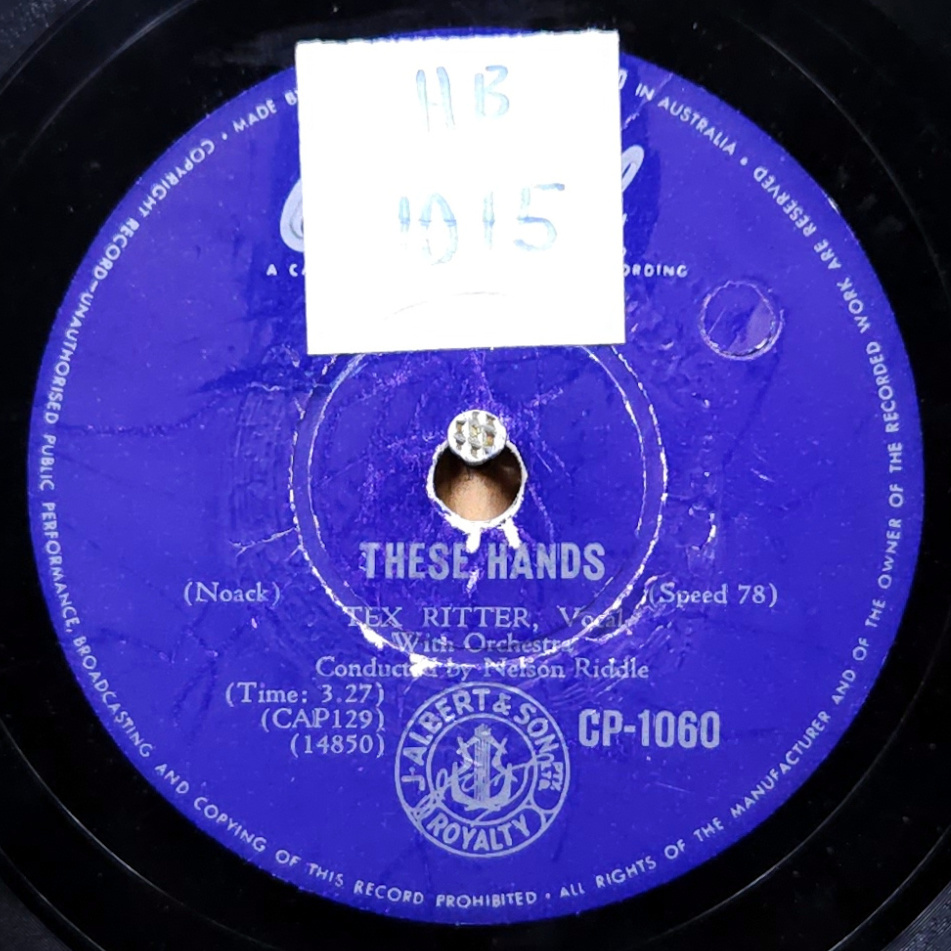 HB
1015
MADE B
IN AUSTRALIA • ALL RIGHTS OF THE MANUFACTURER AND OF THE OWNER OF THE RECORDED WORK ARE RESERVED
COPYRIGHT RECORD—UNAUTHORISED PUBLIC PERFORMANCE, BROADCASTING AND COPYING OF THIS RECORD PROHIBITED •
A CA
ORDING
THESE HANDS
(Noack)
(Speed 78)
TEX RITTER, Vocal
With Orchestra
Conducted by Nelson Riddle
(Time: 3.27)
(CAP129)
(14850)
CP-1060
J. ALBERT & SON PTY LTD
ROYALTY